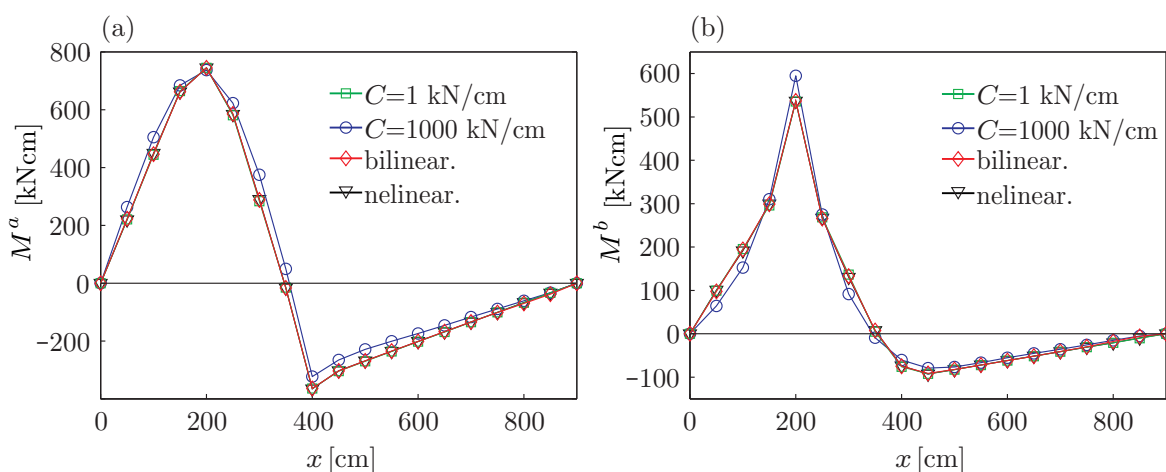 (a)
800
600
400
200
0
−200
M^a [kNcm]
C=1 kN/cm
C=1000 kN/cm
bilinear.
nelinear.
0 200 400 600 800
x [cm]
(b)
600
500
400
300
200
100
0
−100
M^b [kNcm]
C=1 kN/cm
C=1000 kN/cm
bilinear.
nelinear.
0 200 400 600 800
x [cm]